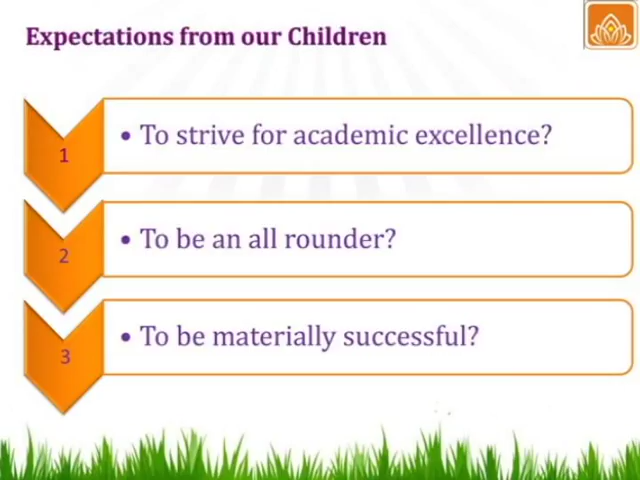 Expectations from our Children
1
• To strive for academic excellence?
2
• To be an all rounder?
3
• To be materially successful?